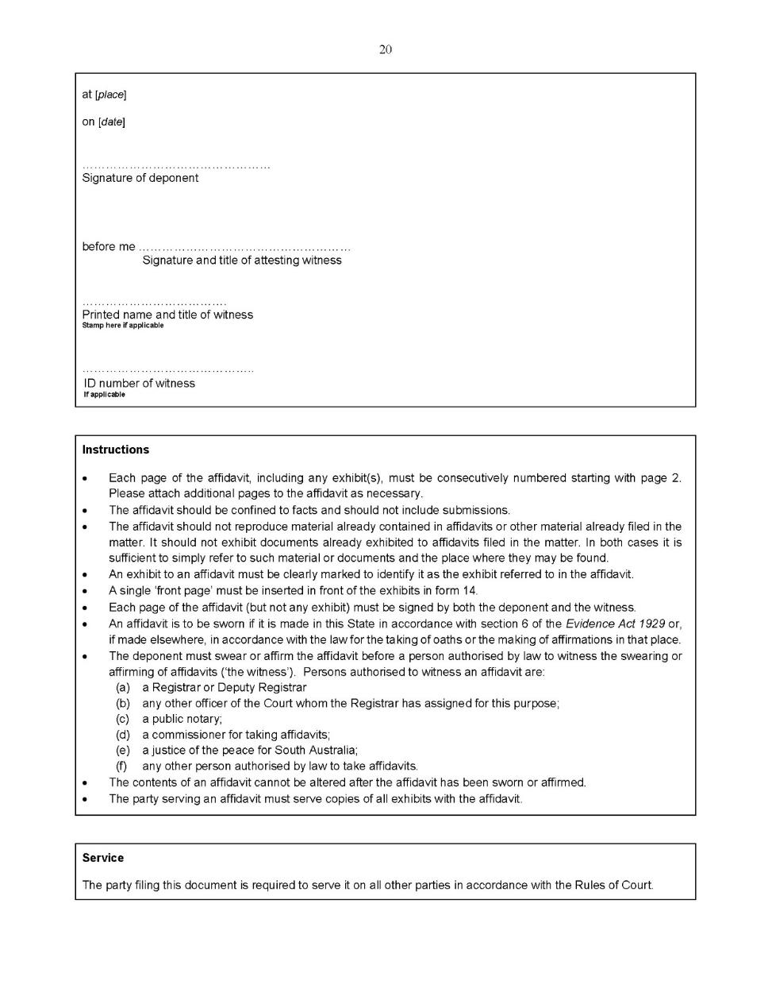 20
at [place]
on [date]
…………………………………………
Signature of deponent
before me ………………………………………………
Signature and title of attesting witness
……………………………….
Printed name and title of witness
Stamp here if applicable
……………………………………..
ID number of witness
If applicable
Instructions
• Each page of the affidavit, including any exhibit(s), must be consecutively numbered starting with page 2.
Please attach additional pages to the affidavit as necessary.
• The affidavit should be confined to facts and should not include submissions.
• The affidavit should not reproduce material already contained in affidavits or other material already filed in the
matter. It should not exhibit documents already exhibited to affidavits filed in the matter. In both cases it is
sufficient to simply refer to such material or documents and the place where they may be found.
• An exhibit to an affidavit must be clearly marked to identify it as the exhibit referred to in the affidavit.
• A single ‘front page’ must be inserted in front of the exhibits in form 14.
• Each page of the affidavit (but not any exhibit) must be signed by both the deponent and the witness.
• An affidavit is to be sworn if it is made in this State in accordance with section 6 of the Evidence Act 1929 or,
if made elsewhere, in accordance with the law for the taking of oaths or the making of affirmations in that place.
• The deponent must swear or affirm the affidavit before a person authorised by law to witness the swearing or
affirming of affidavits (‘the witness’). Persons authorised to witness an affidavit are:
(a) a Registrar or Deputy Registrar
(b) any other officer of the Court whom the Registrar has assigned for this purpose;
(c) a public notary;
(d) a commissioner for taking affidavits;
(e) a justice of the peace for South Australia;
(f) any other person authorised by law to take affidavits.
• The contents of an affidavit cannot be altered after the affidavit has been sworn or affirmed.
• The party serving an affidavit must serve copies of all exhibits with the affidavit.
Service
The party filing this document is required to serve it on all other parties in accordance with the Rules of Court.